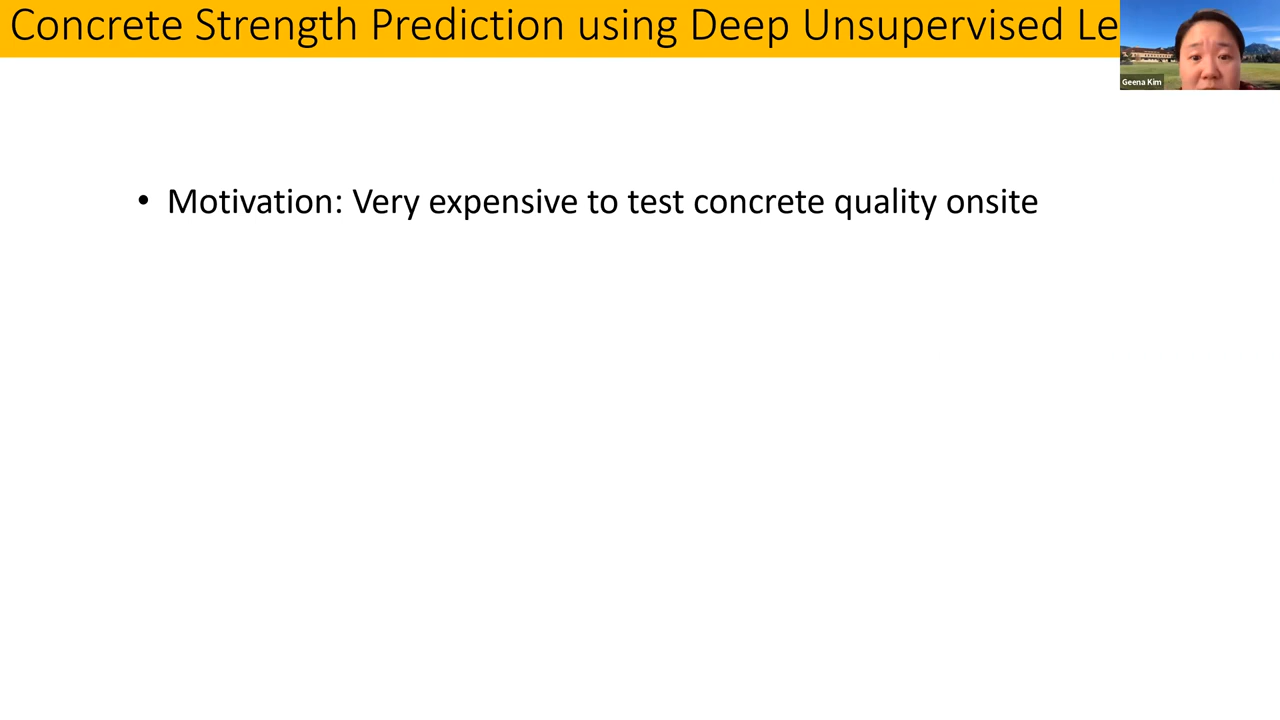 Concrete Strength Prediction using Deep Unsupervised Le
Geena Kim
• Motivation: Very expensive to test concrete quality onsite